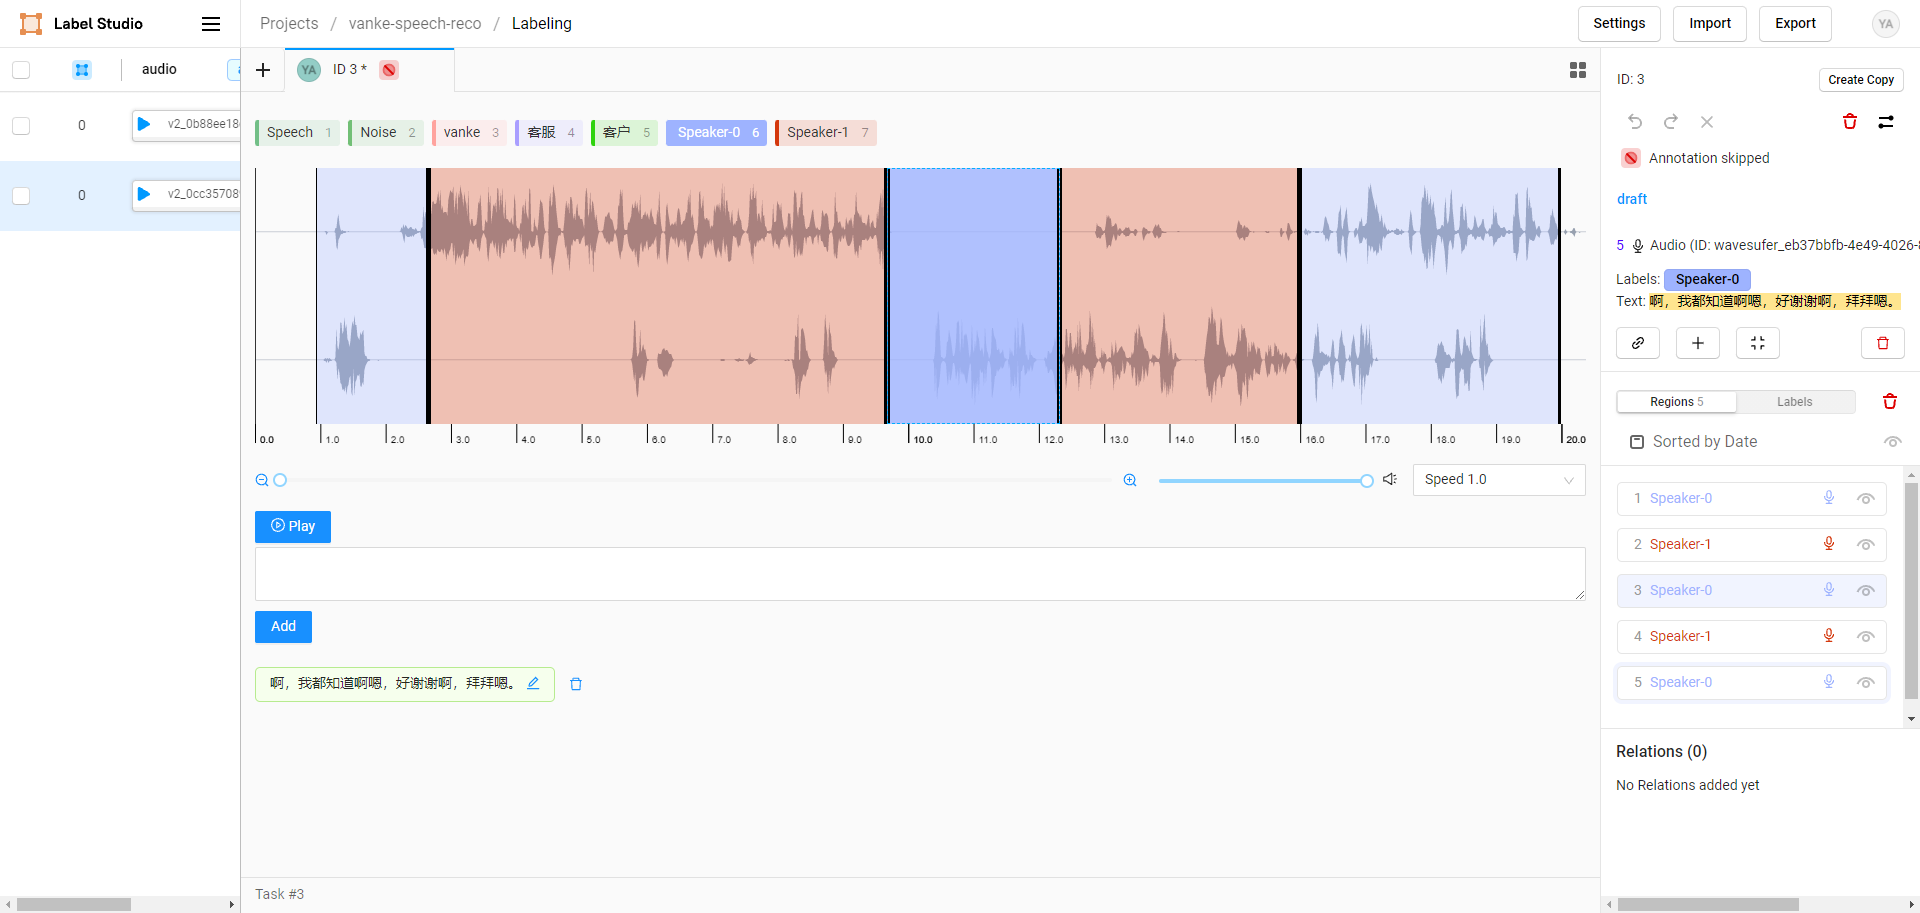 Label Studio
Projects / vanke-speech-reco / Labeling
Settings
Import
Export
YA
audio
YA ID 3 *
ID: 3
Create Copy
0 v2_0b88ee18
0 v2_0cc35708
Speech 1
Noise 2
vanke 3
客服 4
客户 5
Speaker-0 6
Speaker-1 7
Annotation skipped
draft
5 Audio (ID: wavesufer_eb37bbfb-4e49-4026-
Labels: Speaker-0
Text: 啊，我都知道啊嗯，好谢谢啊，拜拜嗯。
0.0 1.0 2.0 3.0 4.0 5.0 6.0 7.0 8.0 9.0 10.0 11.0 12.0 13.0 14.0 15.0 16.0 17.0 18.0 19.0 20.0
Speed 1.0
Play
Add
啊，我都知道啊嗯，好谢谢啊，拜拜嗯。
Regions 5
Labels
Sorted by Date
1 Speaker-0
2 Speaker-1
3 Speaker-0
4 Speaker-1
5 Speaker-0
Relations (0)
No Relations added yet
Task #3